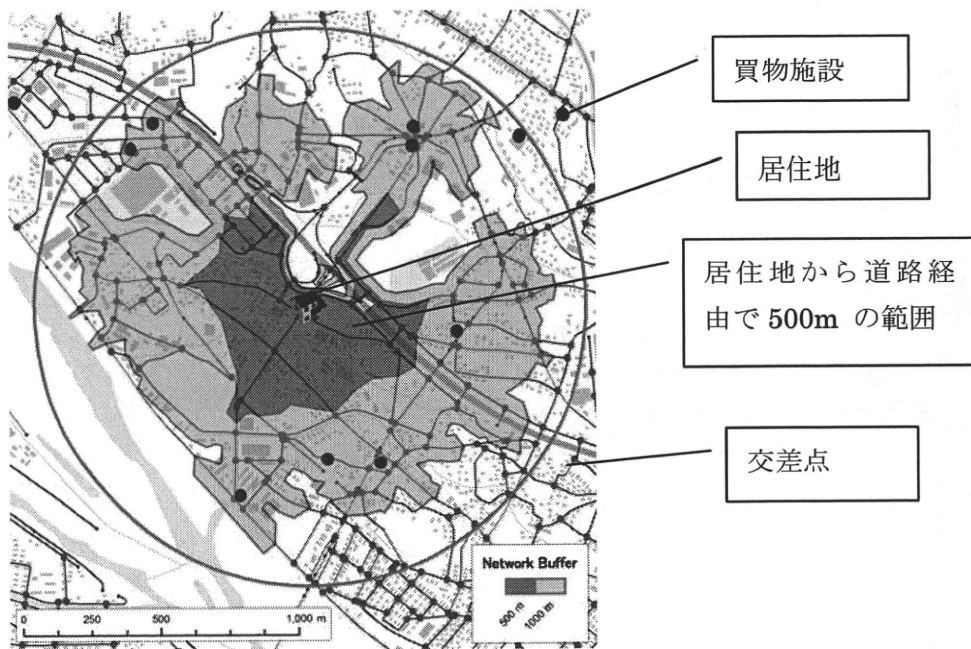 買物施設
居住地
居住地から道路経
由で500m の範囲
交差点
Network Buffer
500 m
1000 m
0 250 500 1,000 m